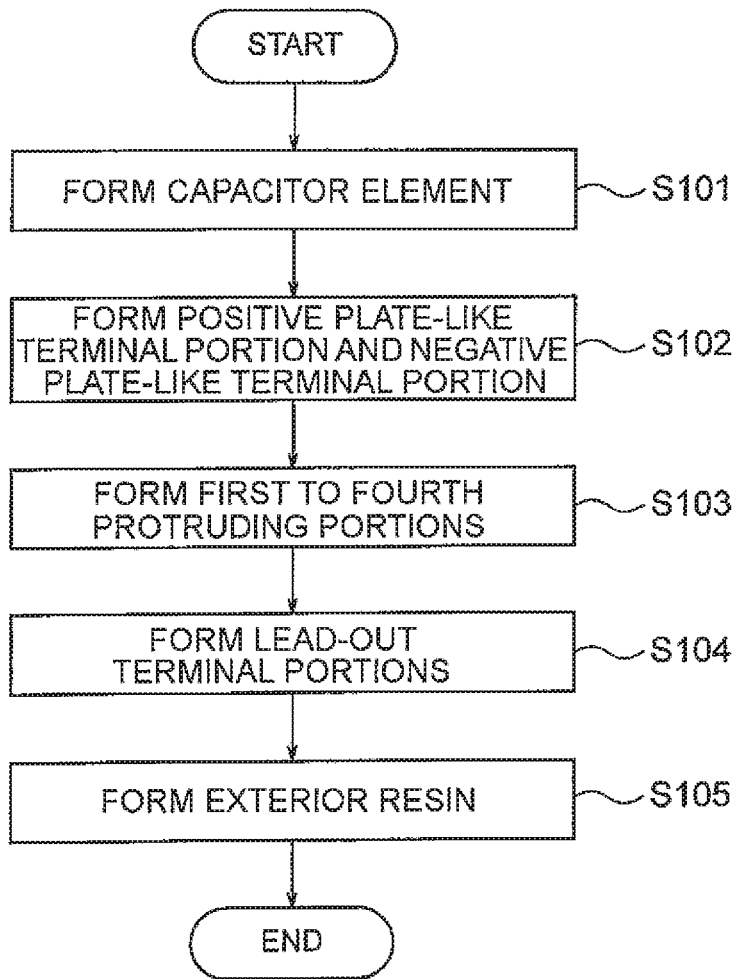 START
FORM CAPACITOR ELEMENT
S101
FORM POSITIVE PLATE-LIKE
TERMINAL PORTION AND NEGATIVE
PLATE-LIKE TERMINAL PORTION
S102
FORM FIRST TO FOURTH
PROTRUDING PORTIONS
S103
FORM LEAD-OUT
TERMINAL PORTIONS
S104
FORM EXTERIOR RESIN
S105
END